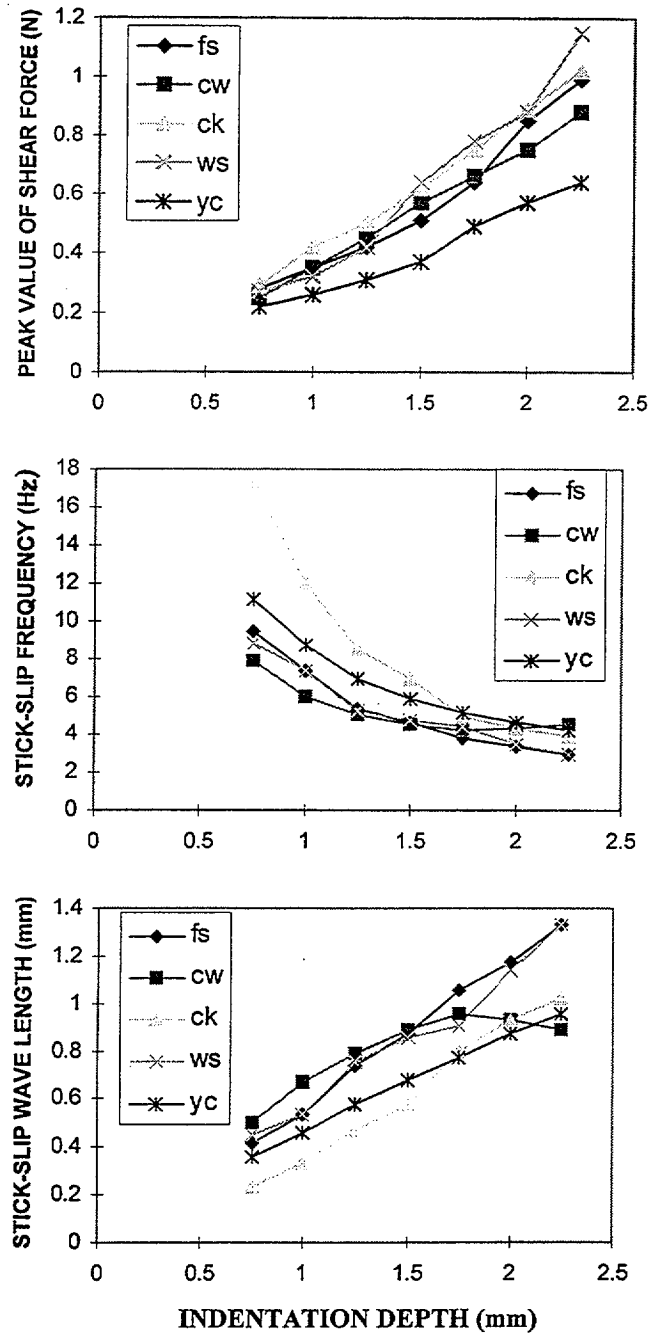 PEAK VALUE OF SHEAR FORCE (N)
1.2
1
0.8
0.6
0.4
0.2
0
0
0.5
1
1.5
2
2.5
fs
cw
ck
ws
yc
STICK-SLIP FREQUENCY (Hz)
18
16
14
12
10
8
6
4
2
0
0
0.5
1
1.5
2
2.5
fs
cw
ck
ws
yc
STICK-SLIP WAVE LENGTH (mm)
1.4
1.2
1
0.8
0.6
0.4
0.2
0
0
0.5
1
1.5
2
2.5
fs
cw
ck
ws
yc
INDENTATION DEPTH (mm)